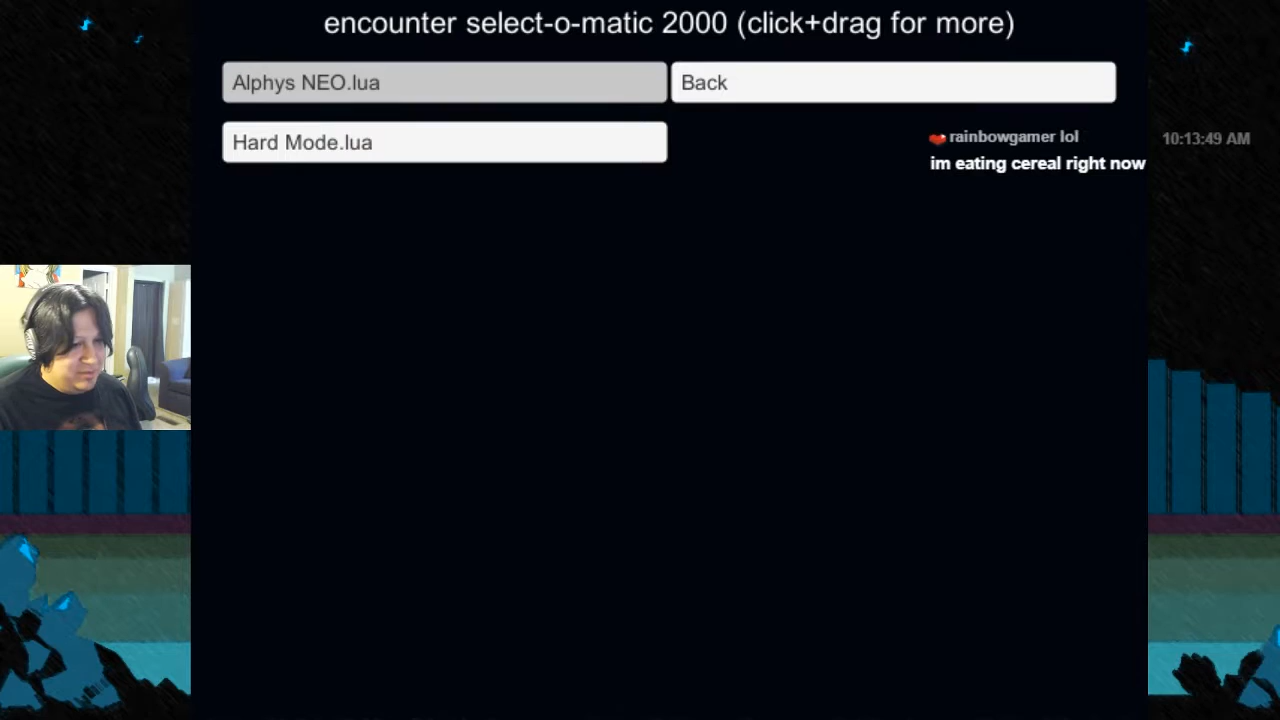 encounter select-o-matic 2000 (click+drag for more)
Alphys NEO.lua
Back
Hard Mode.lua
rainbowgamer lol
10:13:49 AM
im eating cereal right now